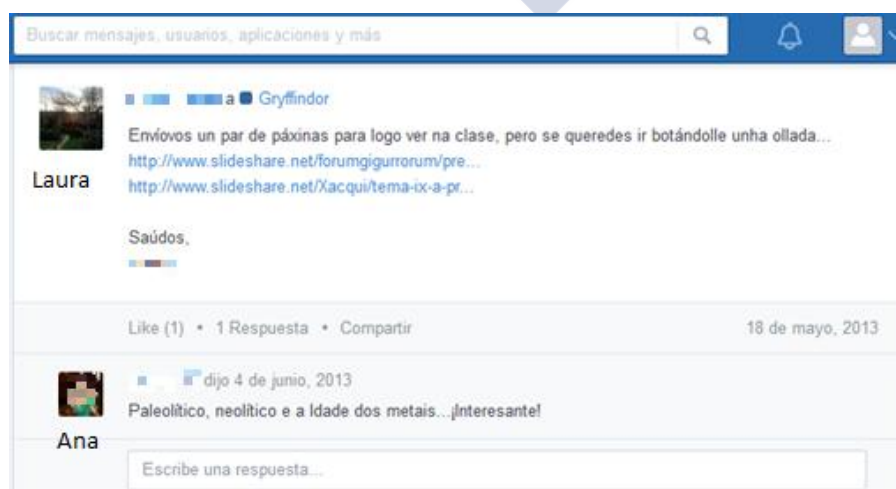 Buscar mensajes, usuarios, aplicaciones y más
a Gryffindor
Envíovos un par de páxinas para logo ver na clase, pero se queredes ir botándolle unha ollada...
http://www.slideshare.net/forumgigurrorum/pre...
http://www.slideshare.net/Xacqui/tema-ix-a-pr...
Laura
Saúdos,
Like (1) • 1 Respuesta • Compartir 18 de mayo, 2013
dijo 4 de junio, 2013
Paleolítico, neolítico e a Idade dos metais...¡Interesante!
Ana
Escribe una respuesta...